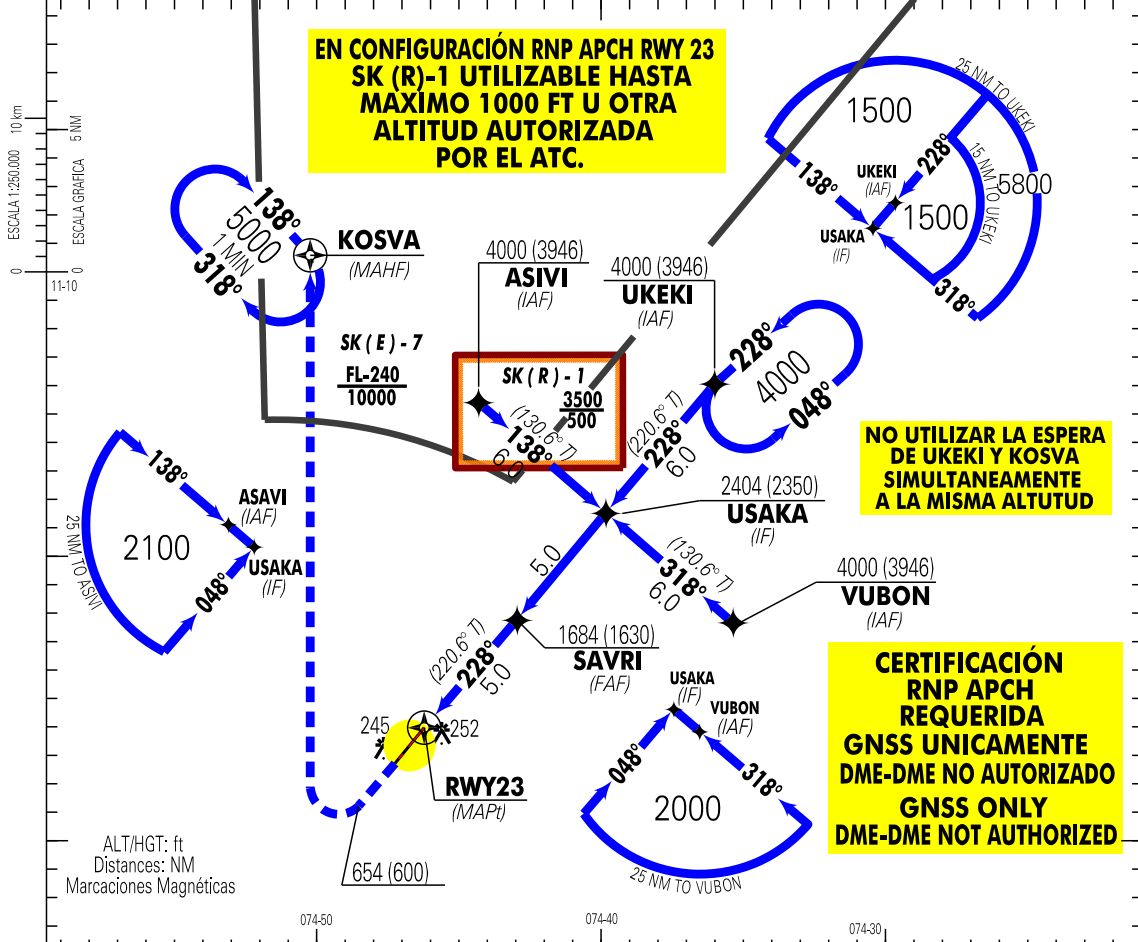 EN CONFIGURACIÓN RNP APCH RWY 23
SK (R)-1 UTILIZABLE HASTA
MAXIMO 1000 FT U OTRA
ALTITUD AUTORIZADA
POR EL ATC.
ESCALA 1:250.000
0
10 km
ESCALA GRAFICA
0
5 NM
11-10
138°
5000
1 MIN
318°
KOSVA
(MAHF)
4000 (3946)
ASIVI
(IAF)
4000 (3946)
UKEKI
(IAF)
25 NM TO UKEKI
1500
138°
UKEKI
(IAF)
228°
15 NM TO UKEKI
5800
1500
USAKA
(IF)
318°
SK ( E ) - 7
FL-240
10000
SK ( R ) - 1
3500
500
(130.6° T)
138°
6.0
(220.6° T)
228°
6.0
228°
4000
048°
NO UTILIZAR LA ESPERA
DE UKEKI Y KOSVA
SIMULTANEAMENTE
A LA MISMA ALTUTUD
138°
ASAVI
(IAF)
2100
USAKA
(IF)
048°
25 NM TO ASIVI
2404 (2350)
USAKA
(IF)
5.0
(130.6° T)
318°
6.0
4000 (3946)
VUBON
(IAF)
1684 (1630)
SAVRI
(FAF)
(220.6° T)
228°
5.0
245
252
RWY23
(MAPt)
654 (600)
USAKA
(IF)
VUBON
(IAF)
048°
318°
2000
25 NM TO VUBON
CERTIFICACIÓN
RNP APCH
REQUERIDA
GNSS UNICAMENTE
DME-DME NO AUTORIZADO
GNSS ONLY
DME-DME NOT AUTHORIZED
ALT/HGT: ft
Distances: NM
Marcaciones Magnéticas
074-50
074-40
074-30